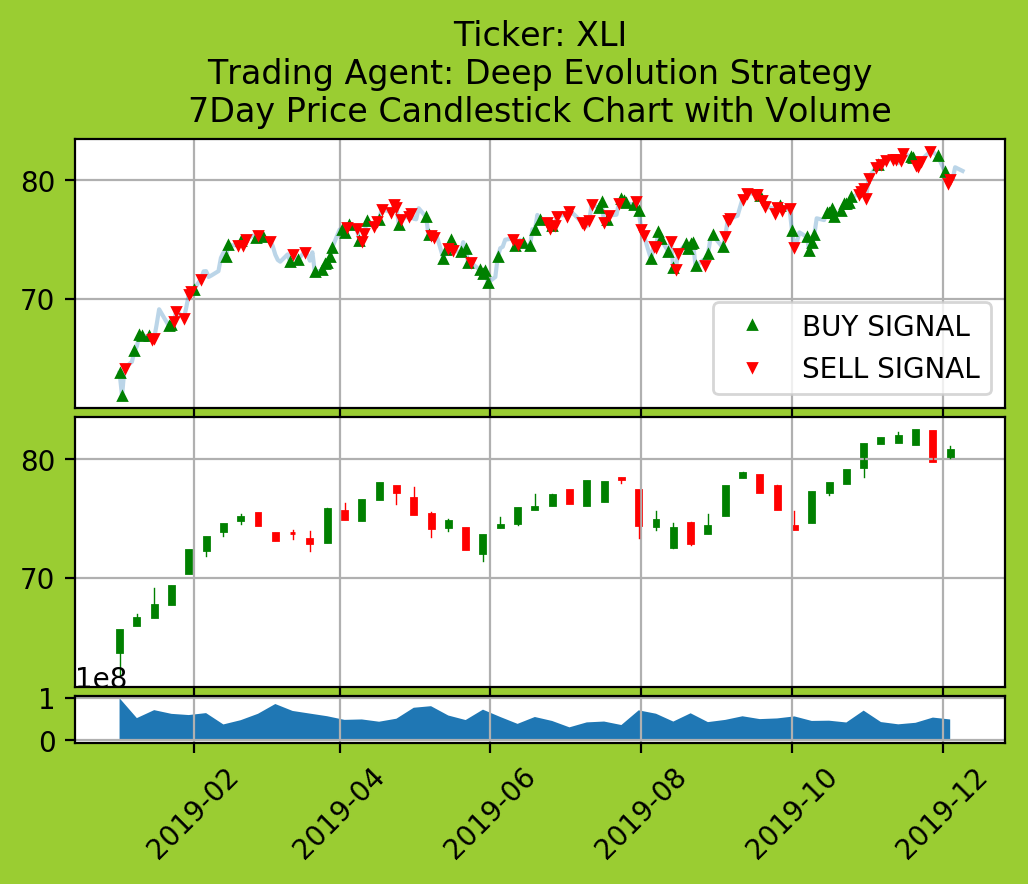 Ticker: XLI
Trading Agent: Deep Evolution Strategy
7Day Price Candlestick Chart with Volume
80
70
BUY SIGNAL
SELL SIGNAL
80
70
1e8
1
0
2019-02
2019-04
2019-06
2019-08
2019-10
2019-12